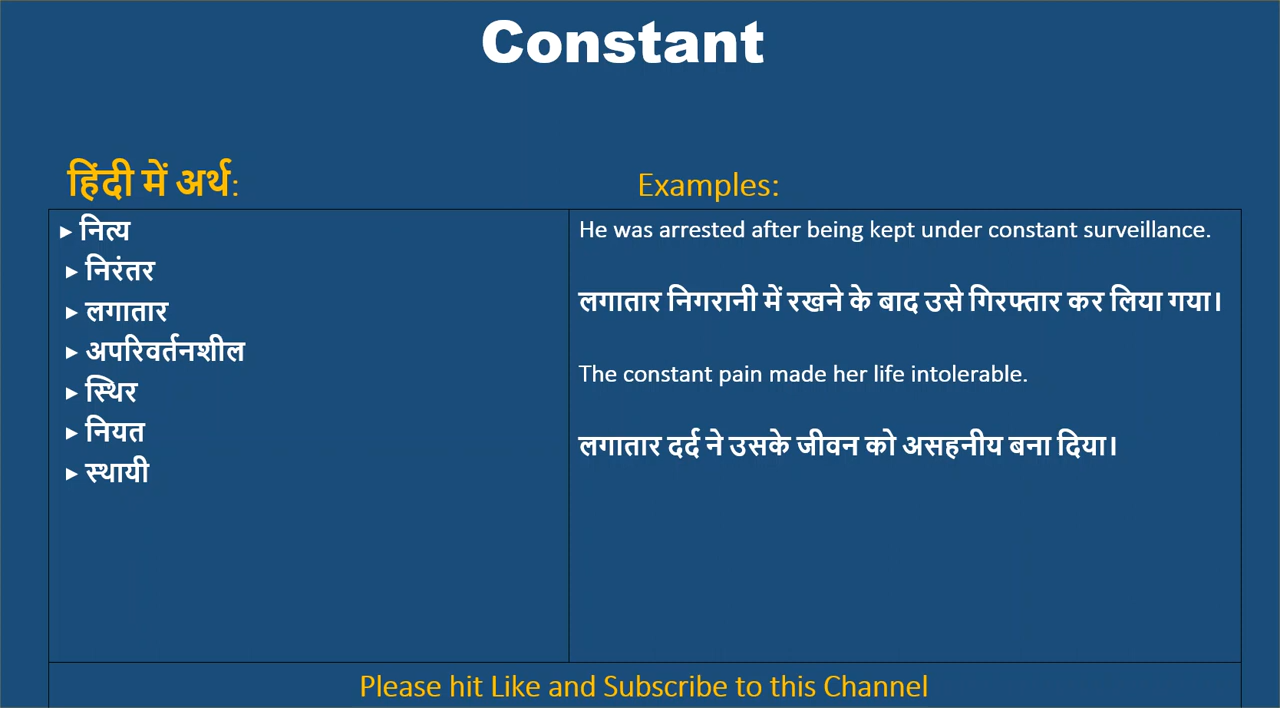 Constant
हिंदी में अर्थ:
► नित्य
► निरंतर
► लगातार
► अपरिवर्तनशील
► स्थिर
► नियत
► स्थायी
Examples:
He was arrested after being kept under constant surveillance.
लगातार निगरानी में रखने के बाद उसे गिरफ्तार कर लिया गया।
The constant pain made her life intolerable.
लगातार दर्द ने उसके जीवन को असहनीय बना दिया।
Please hit Like and Subscribe to this Channel